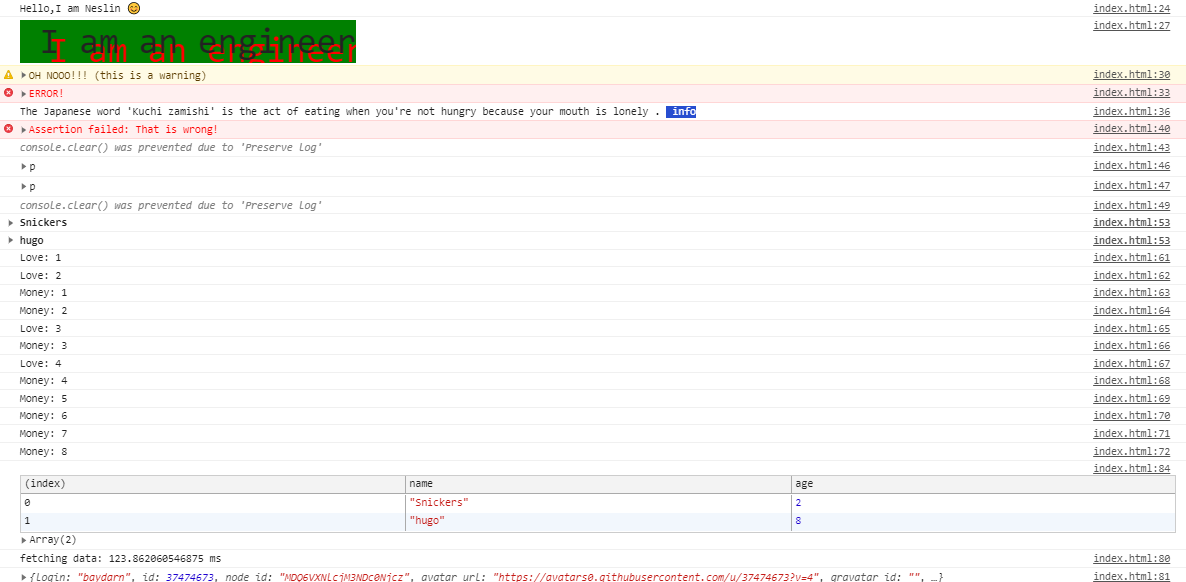 Hello,I am Neslin 😊 index.html:24
I am an engineer index.html:27
OH NOOO!!! (this is a warning) index.html:30
ERROR! index.html:33
The Japanese word 'Kuchi zamishi' is the act of eating when you're not hungry because your mouth is lonely . info index.html:36
Assertion failed: That is wrong! index.html:40
console.clear() was prevented due to 'Preserve log' index.html:43
p index.html:46
p index.html:47
console.clear() was prevented due to 'Preserve log' index.html:49
Snickers index.html:53
hugo index.html:53
Love: 1 index.html:61
Love: 2 index.html:62
Money: 1 index.html:63
Money: 2 index.html:64
Love: 3 index.html:65
Money: 3 index.html:66
Love: 4 index.html:67
Money: 4 index.html:68
Money: 5 index.html:69
Money: 6 index.html:70
Money: 7 index.html:71
Money: 8 index.html:72
index.html:84
(index) name age
0 "Snickers" 2
1 "hugo" 8
Array(2)
fetching data: 123.862060546875 ms index.html:80
{login: "baydarn", id: 37474673, node_id: "MDQ6VXNlcjM3NDc0Njcz", avatar_url: "https://avatars0.githubusercontent.com/u/37474673?v=4", gravatar_id: "", …} index.html:81